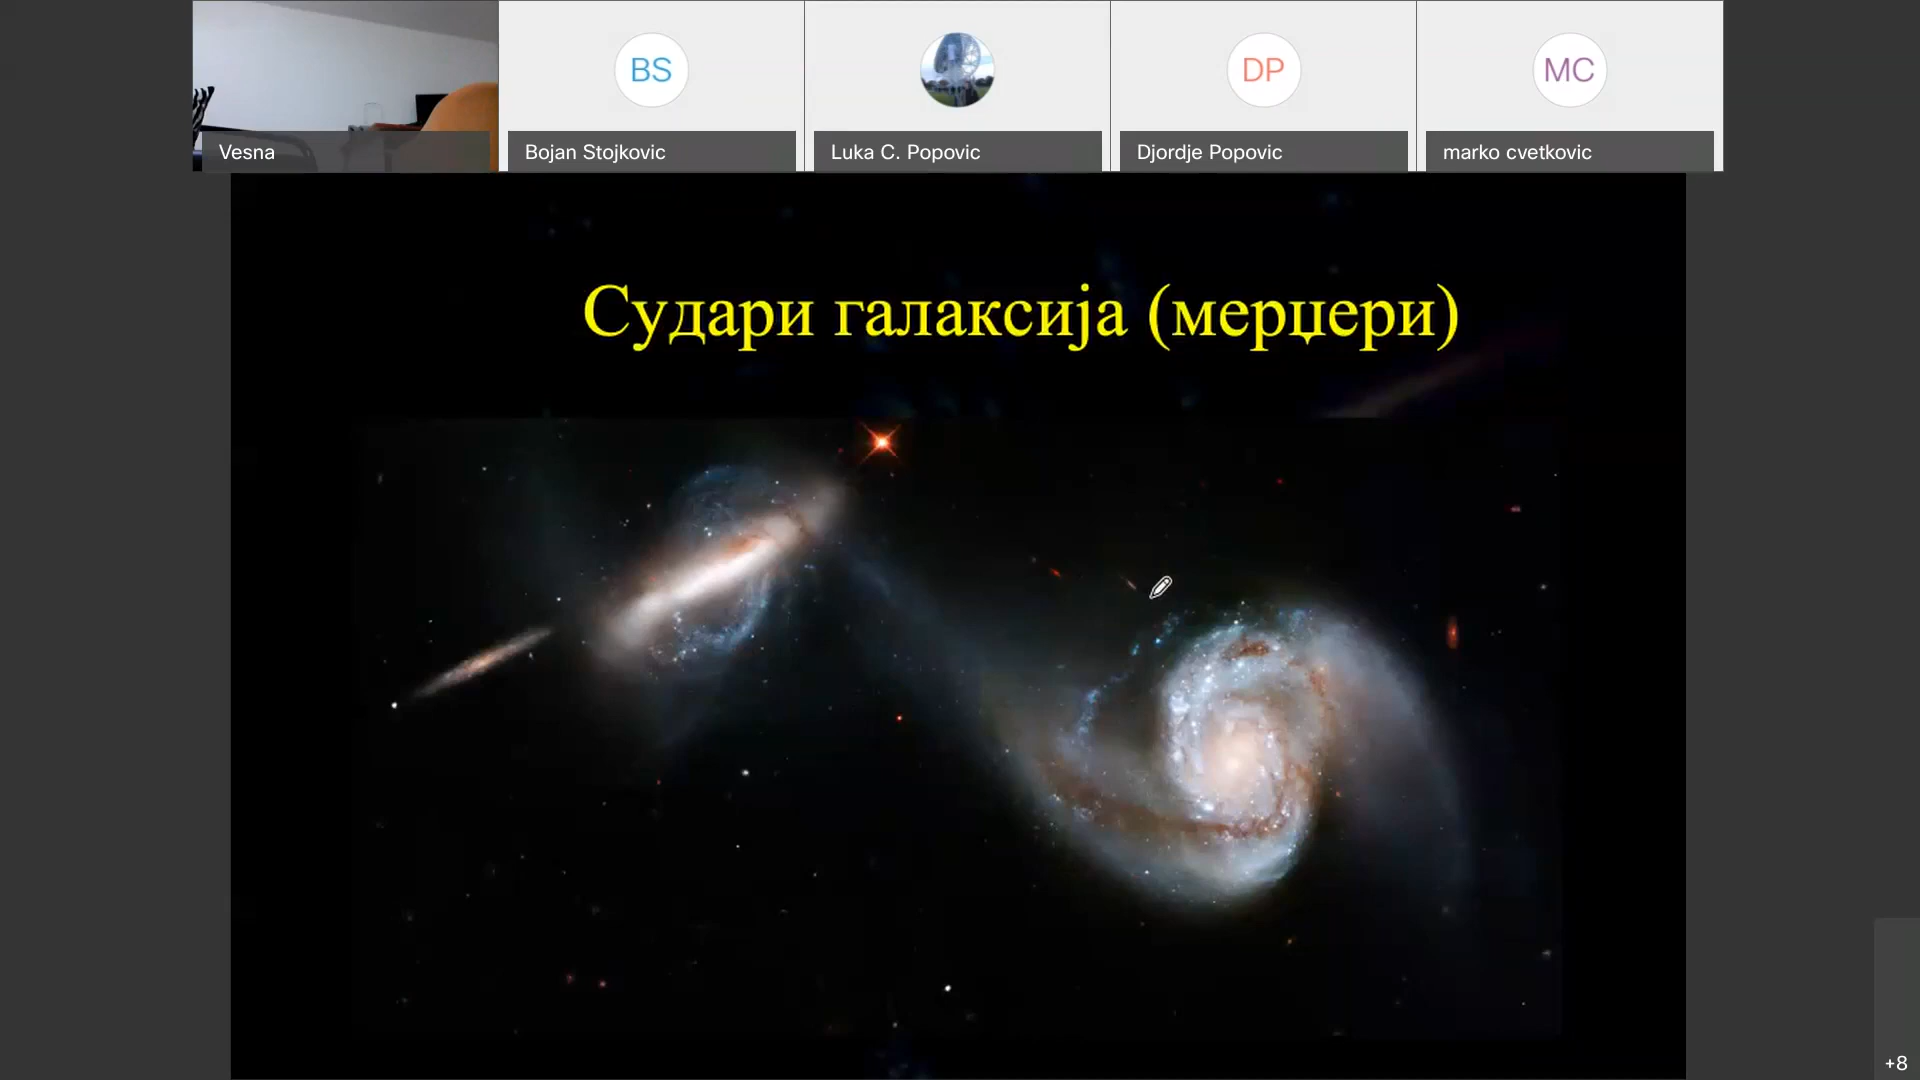 BS
DP
MC
Vesna
Bojan Stojkovic
Luka C. Popovic
Djordje Popovic
marko cvetkovic
Судари галаксија (мерџери)
+8